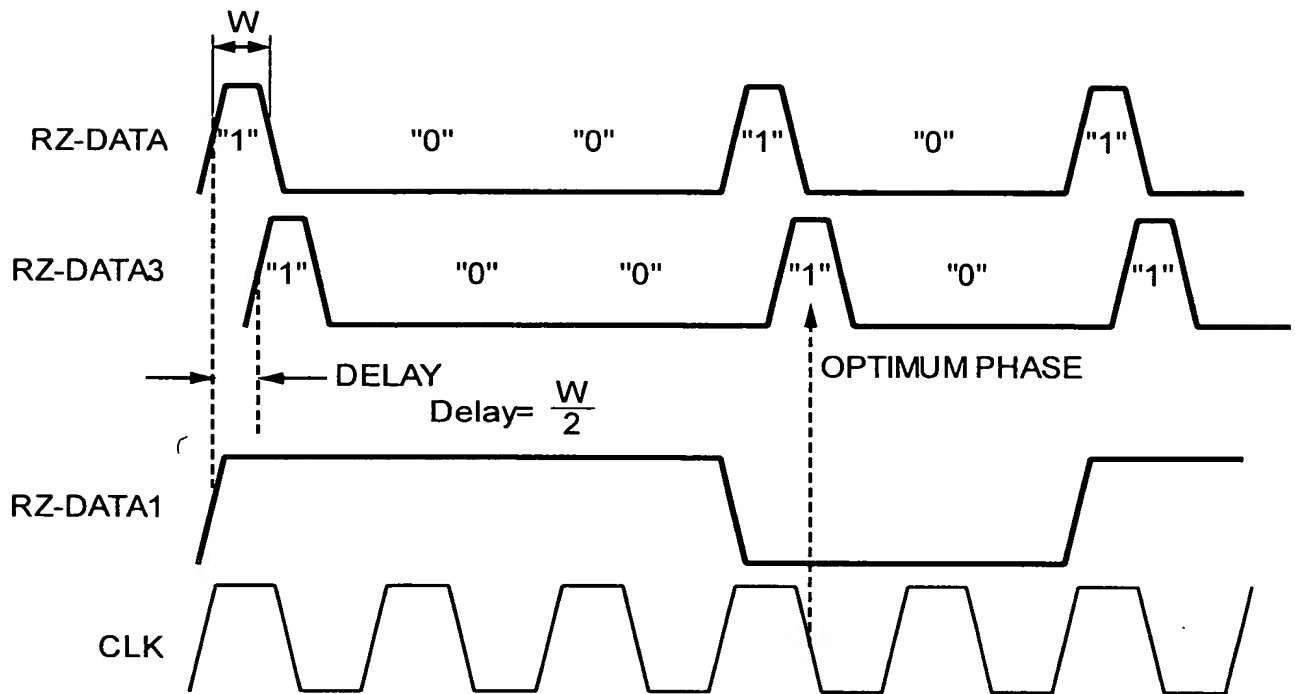 W
RZ-DATA "1" "0" "0" "1" "0" "1"
RZ-DATA3 "1" "0" "0" "1" "0" "1"
DELAY
OPTIMUM PHASE
Delay= W/2
RZ-DATA1
CLK